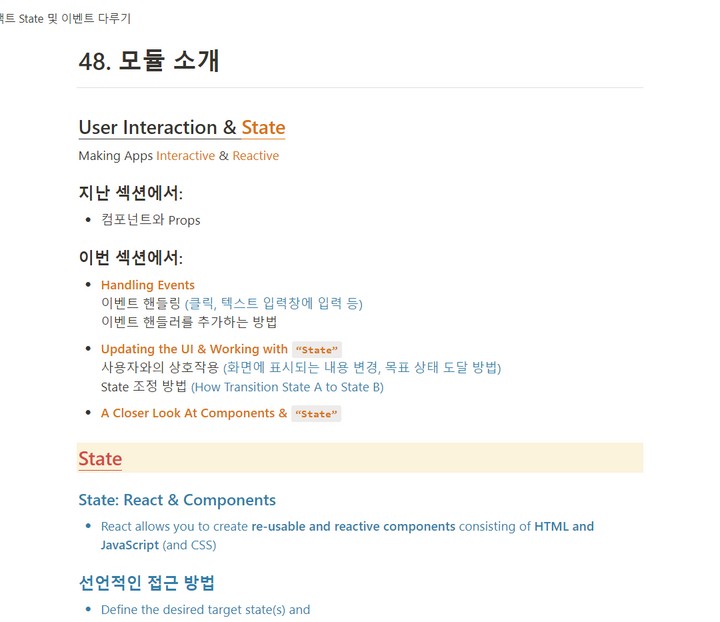 State 및 이벤트 다루기
48. 모듈 소개
User Interaction & State
Making Apps Interactive & Reactive
지난 섹션에서:
• 컴포넌트와 Props
이번 섹션에서:
• Handling Events
이벤트 핸들링 (클릭, 텍스트 입력창에 입력 등)
이벤트 핸들러를 추가하는 방법
• Updating the UI & Working with “State”
사용자와의 상호작용 (화면에 표시되는 내용 변경, 목표 상태 도달 방법)
State 조정 방법 (How Transition State A to State B)
• A Closer Look At Components & “State”
State
State: React & Components
• React allows you to create re-usable and reactive components consisting of HTML and
JavaScript (and CSS)
선언적인 접근 방법
• Define the desired target state(s) and